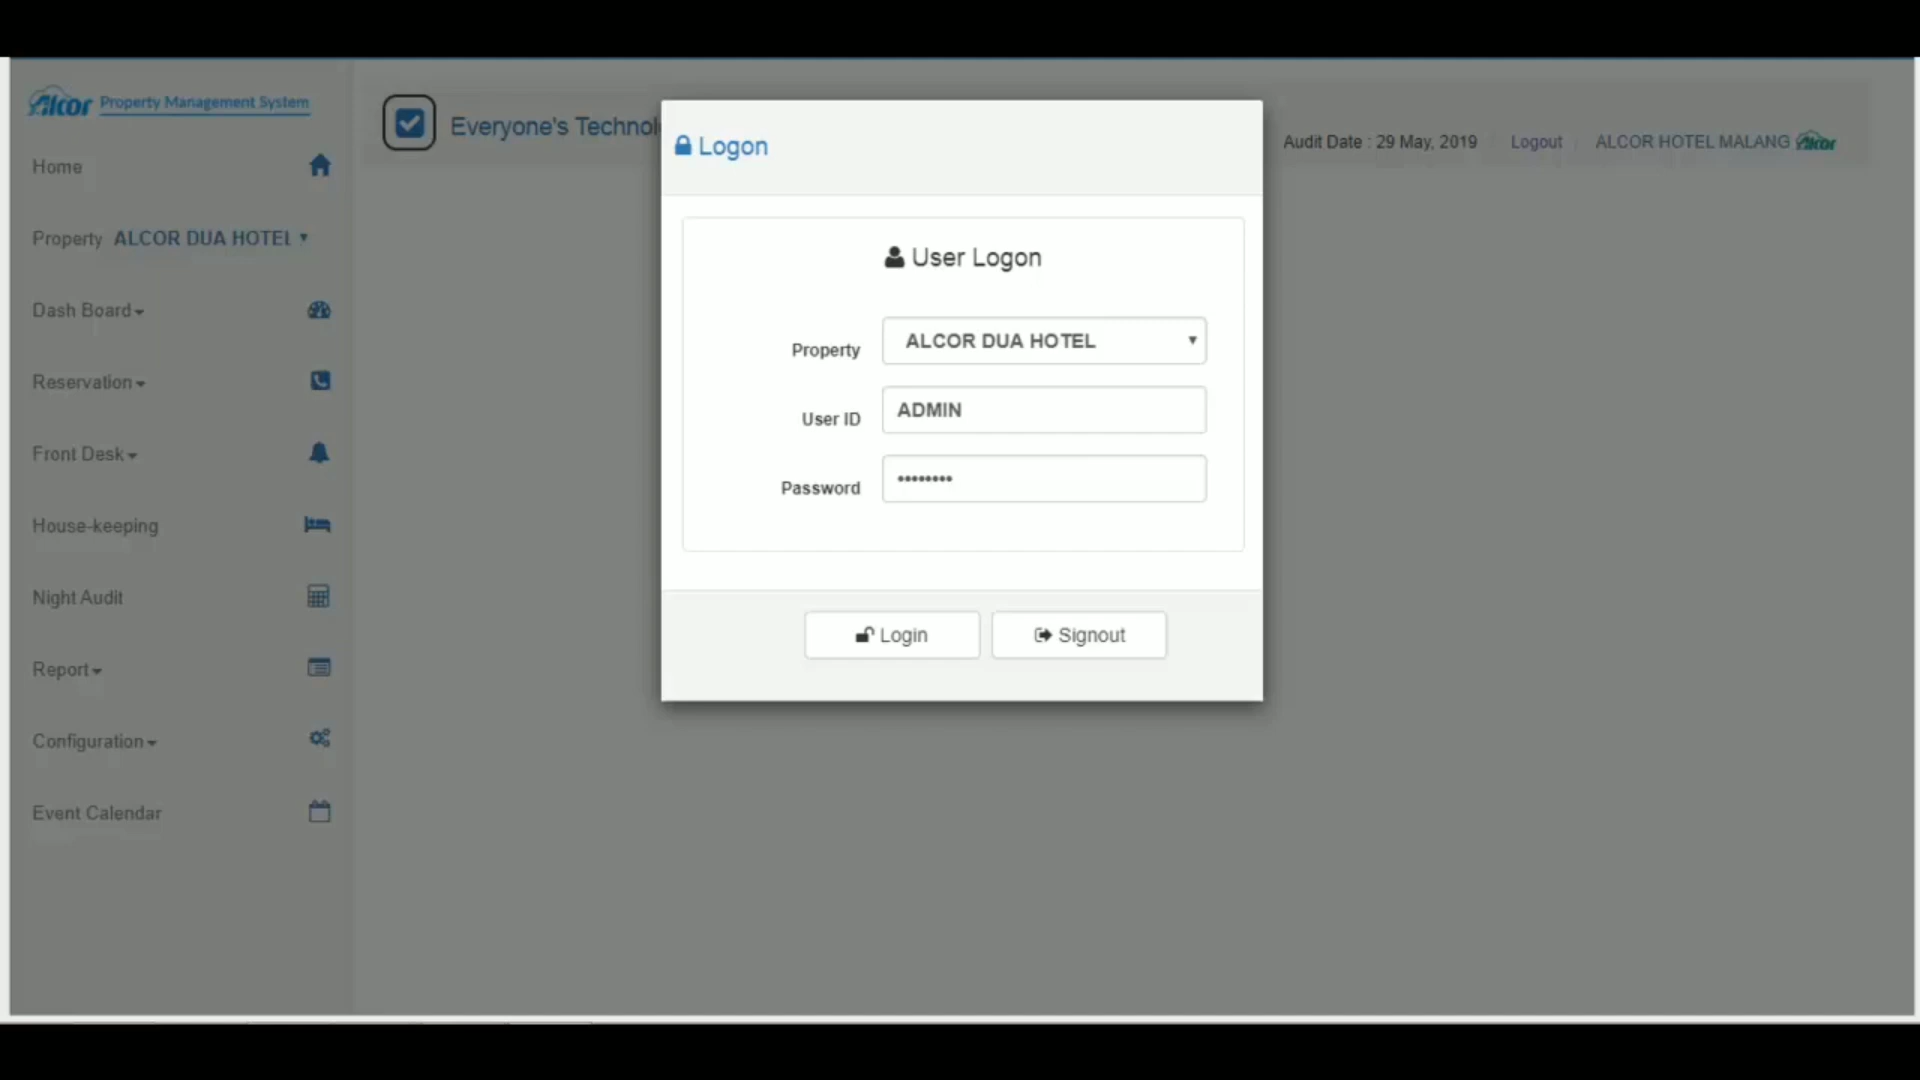 Alcor Property Management System
Home
Property ALCOR DUA HOTEL
Dash Board
Reservation
Front Desk
House-keeping
Night Audit
Report
Configuration
Event Calendar
Everyone's
Audit Date : 29 May, 2019 Logout ALCOR HOTEL MALANG Alcor
Logon
User Logon
Property ALCOR DUA HOTEL
User ID ADMIN
Password ••••••••
Login Signout